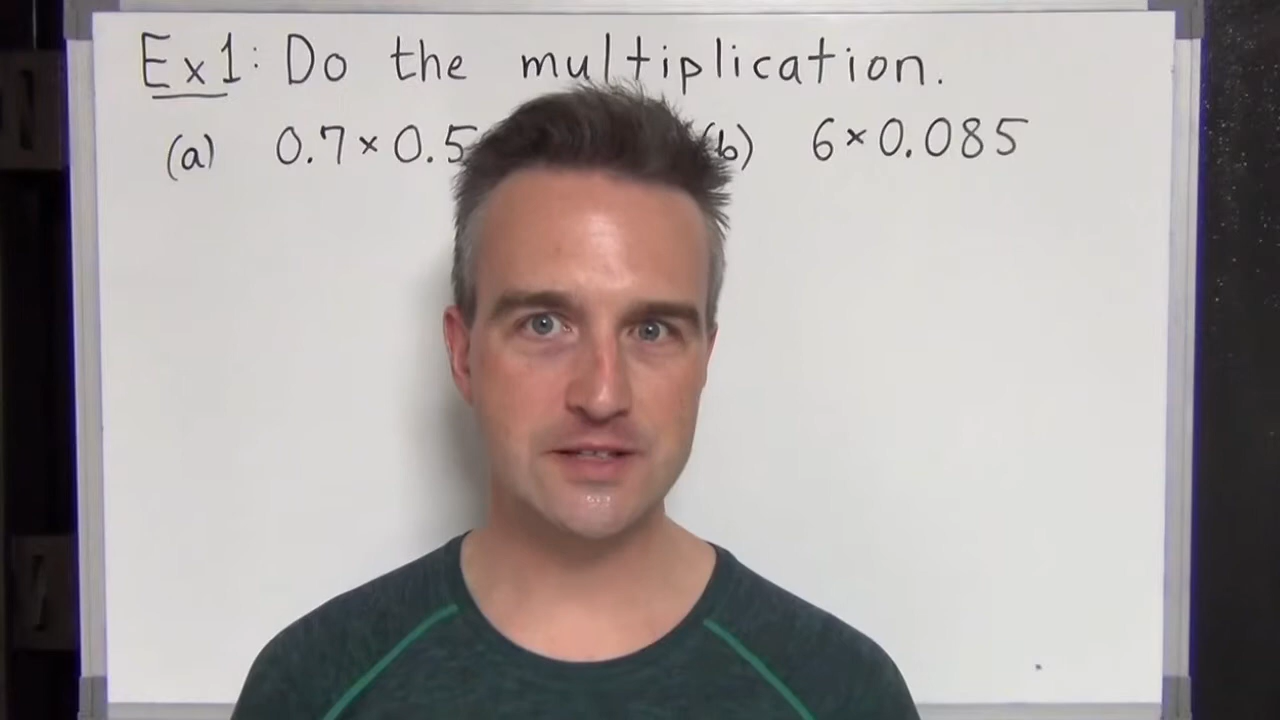 Ex1: Do the multiplication.
(a) 0.7 × 0.5 (b) 6 × 0.085